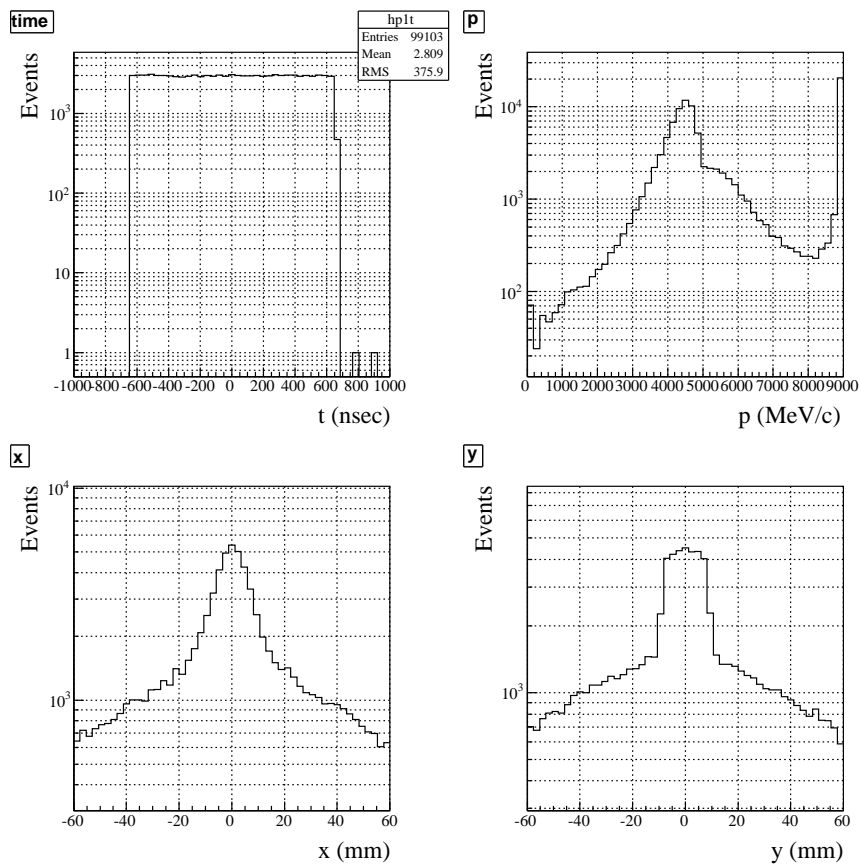 time
hp1t
Entries 99103
Mean 2.809
RMS 375.9
Events
10³
10²
10
1
-1000 -800 -600 -400 -200 0 200 400 600 800 1000
t (nsec)
p
Events
10⁴
10³
10²
0 1000 2000 3000 4000 5000 6000 7000 8000 9000
p (MeV/c)
x
Events
10⁴
10³
-60 -40 -20 0 20 40 60
x (mm)
y
Events
10³
-60 -40 -20 0 20 40 60
y (mm)